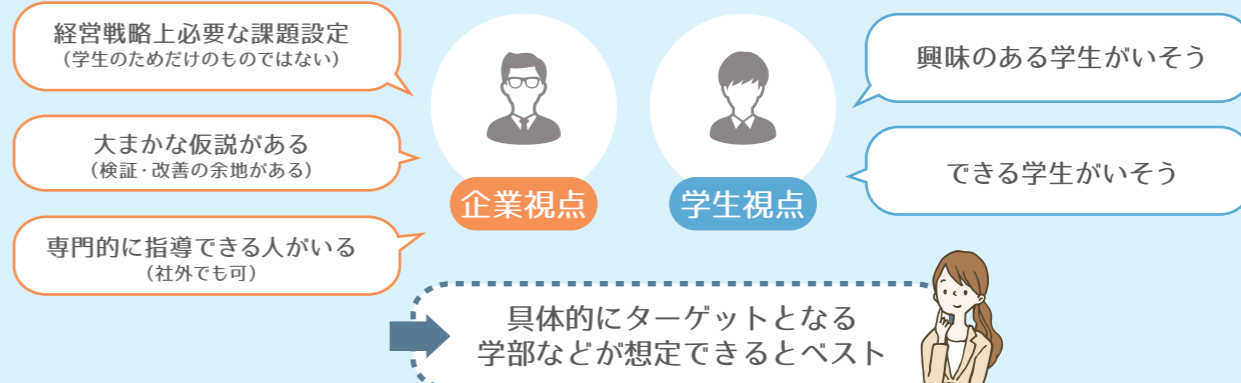 経営戦略上必要な課題設定
（学生のためだけのものではない）
大まかな仮説がある
（検証・改善の余地がある）
専門的に指導できる人がいる
（社外でも可）
企業視点
学生視点
興味のある学生がいそう
できる学生がいそう
具体的にターゲットとなる
学部などが想定できるとベスト